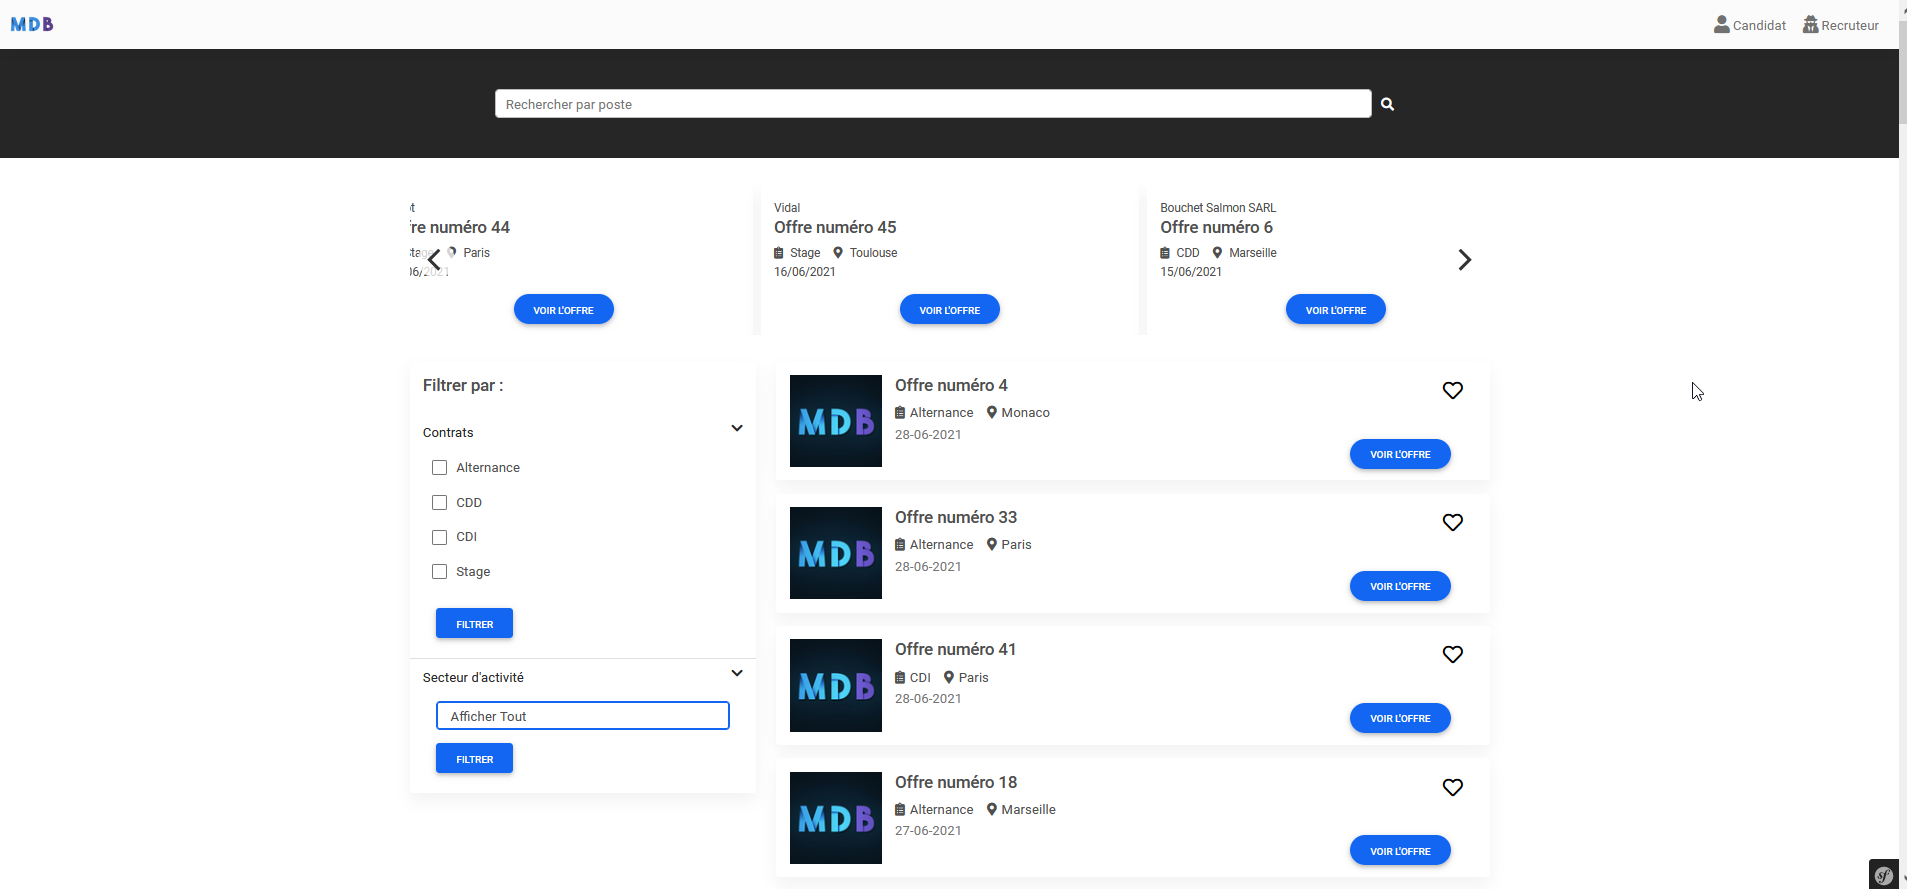 MDB
Candidat
Recruteur
Rechercher par poste
Offre numéro 44
Paris
VOIR L'OFFRE
Vidal
Offre numéro 45
Stage Toulouse
16/06/2021
VOIR L'OFFRE
Bouchet Salmon SARL
Offre numéro 6
CDD Marseille
15/06/2021
VOIR L'OFFRE
Filtrer par :
Contrats
Alternance
CDD
CDI
Stage
FILTRER
Secteur d'activité
Afficher Tout
FILTRER
MDB
Offre numéro 4
Alternance Monaco
28-06-2021
VOIR L'OFFRE
MDB
Offre numéro 33
Alternance Paris
28-06-2021
VOIR L'OFFRE
MDB
Offre numéro 41
CDI Paris
28-06-2021
VOIR L'OFFRE
MDB
Offre numéro 18
Alternance Marseille
27-06-2021
VOIR L'OFFRE
sf